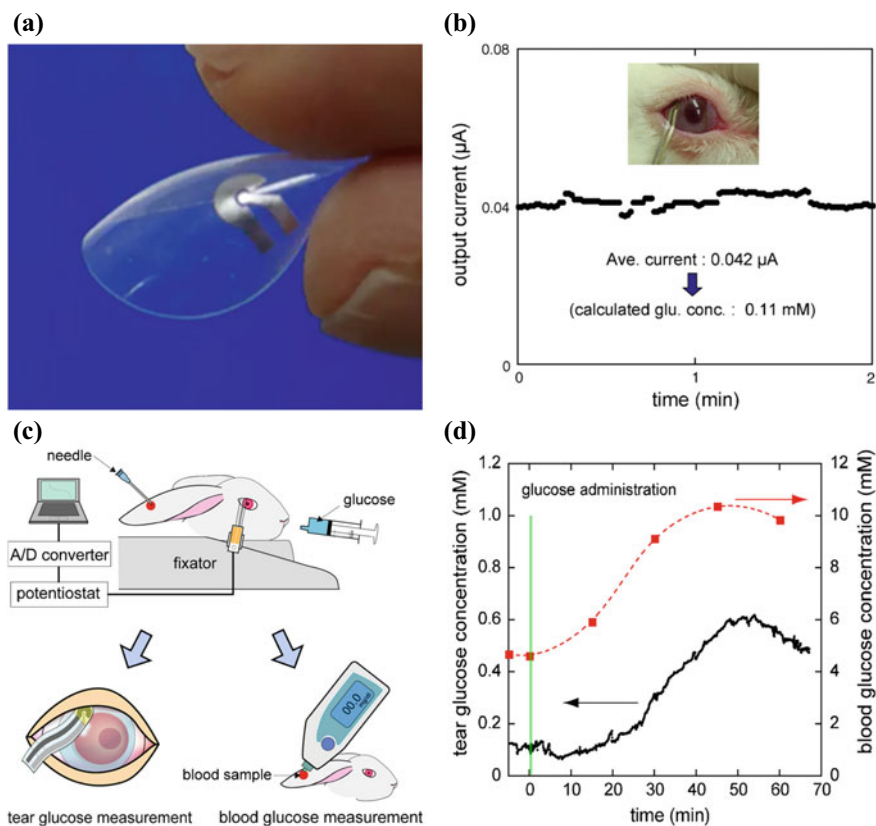 (a)
(b)
0.08
0.04
0
output current (µA)
Ave. current : 0.042 µA
(calculated glu. conc. : 0.11 mM)
0
1
2
time (min)
(c)
needle
glucose
A/D converter
fixator
potentiostat
00.0
mg/dl
blood sample
tear glucose measurement
blood glucose measurement
(d)
1.2
1.0
0.8
0.6
0.4
0.2
0
tear glucose concentration (mM)
glucose administration
12
10
8
6
4
2
0
blood glucose concentration (mM)
0
10
20
30
40
50
60
70
time (min)